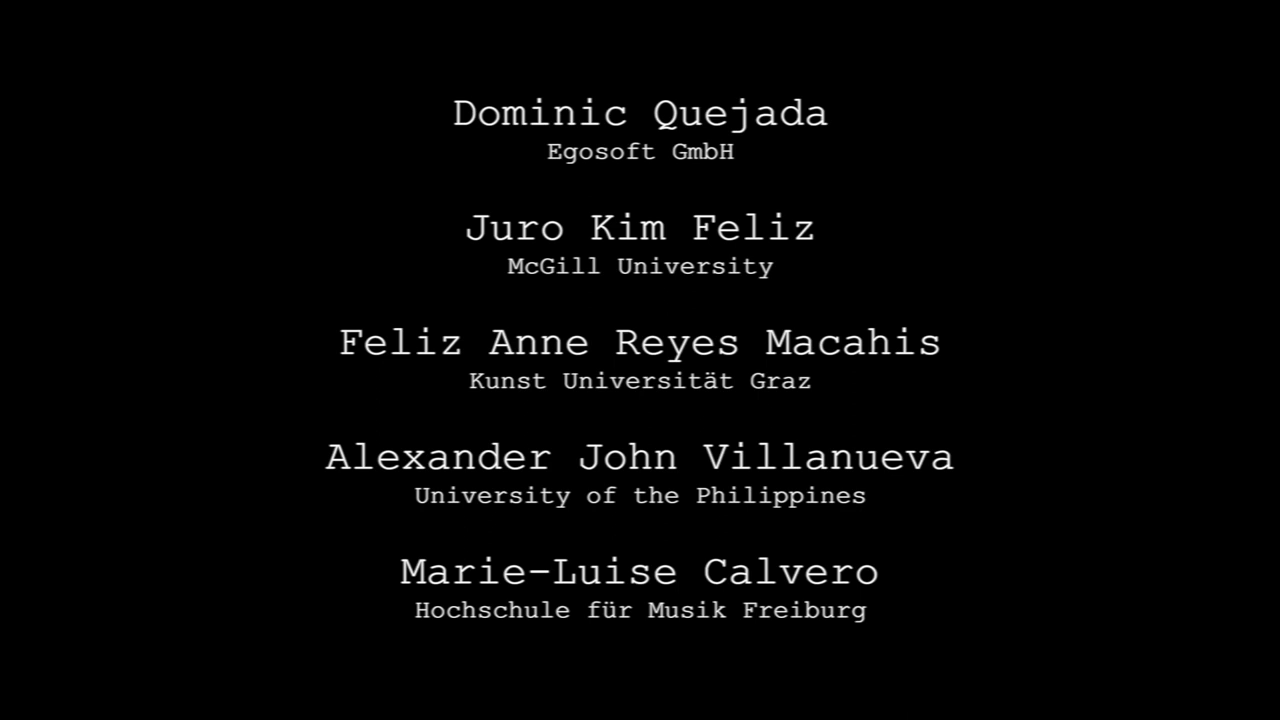 Dominic Quejada
Egosoft GmbH
Juro Kim Feliz
McGill University
Feliz Anne Reyes Macahis
Kunst Universität Graz
Alexander John Villanueva
University of the Philippines
Marie-Luise Calvero
Hochschule für Musik Freiburg